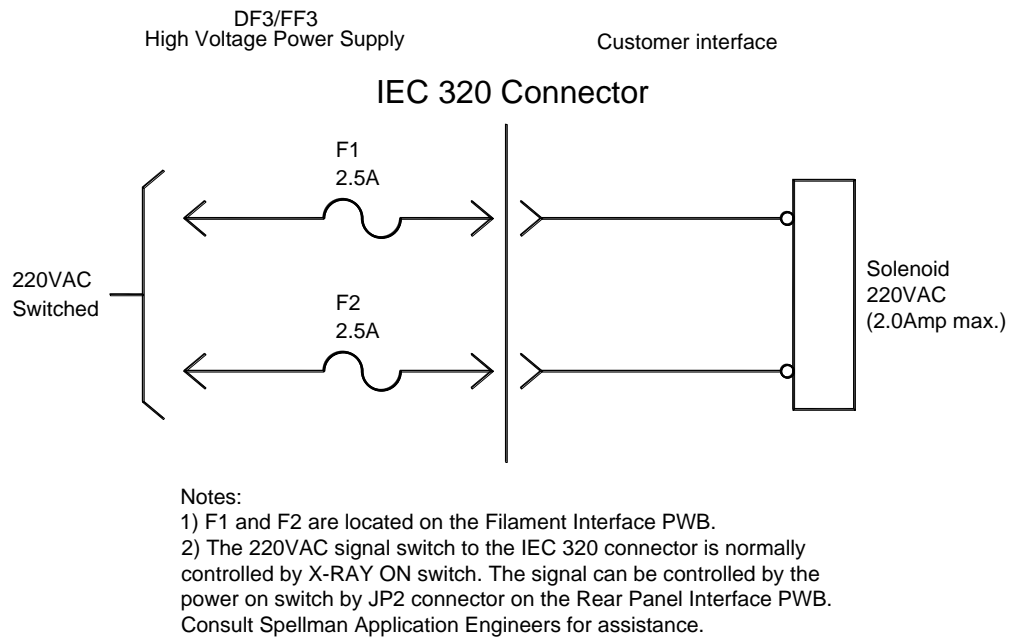 DF3/FF3
High Voltage Power Supply
Customer interface
IEC 320 Connector
F1
2.5A
220VAC
Switched
F2
2.5A
Solenoid
220VAC
(2.0Amp max.)
Notes:
1) F1 and F2 are located on the Filament Interface PWB.
2) The 220VAC signal switch to the IEC 320 connector is normally
controlled by X-RAY ON switch. The signal can be controlled by the
power on switch by JP2 connector on the Rear Panel Interface PWB.
Consult Spellman Application Engineers for assistance.